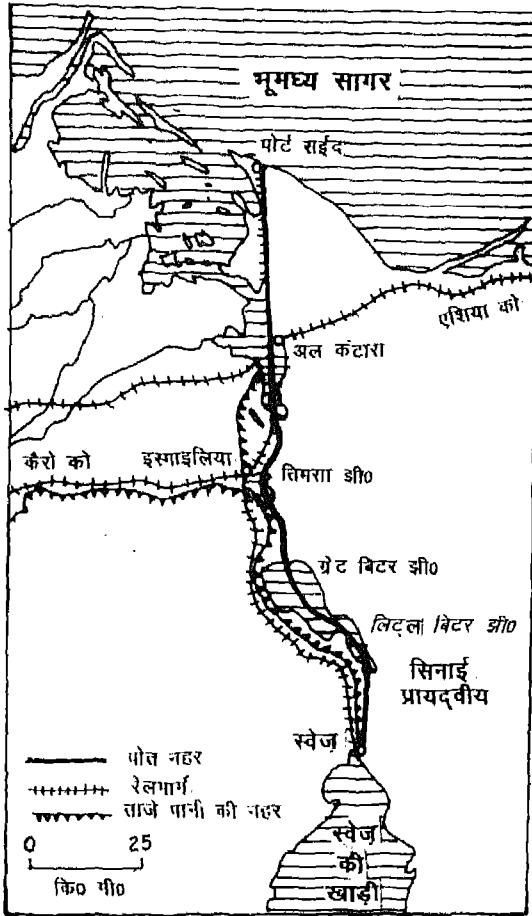 भूमध्य सागर
पोर्ट सईद
एशिया को
अल कंटारा
कैरो को
इस्माइलिया
तिमसा झी०
ग्रेट बिटर झी०
लिट्ल बिटर झी०
सिनाई
प्रायद्वीय
स्वेज
पोत नहर
रेलमार्ग
ताजे पानी की नहर
0 25
कि० मी०
स्वेज
की
खाड़ी